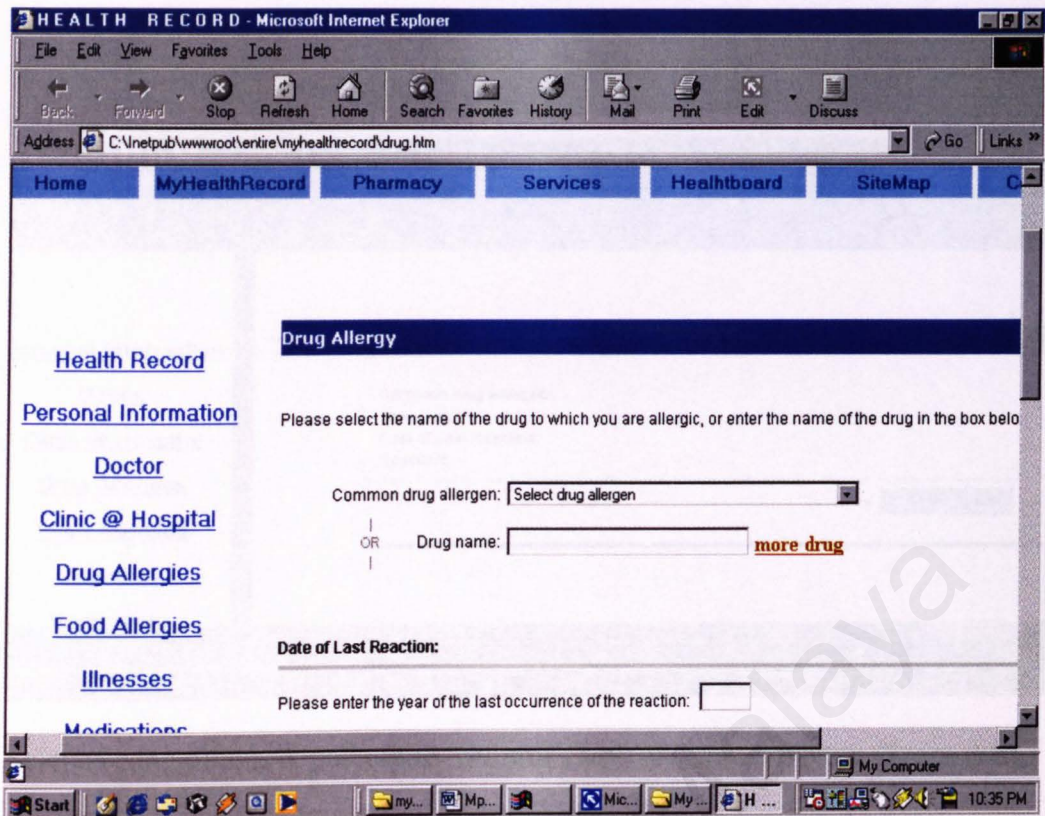 HEALTH RECORD - Microsoft Internet Explorer
File Edit View Favorites Tools Help
Back Forward Stop Refresh Home Search Favorites History Mail Print Edit Discuss
Address C:\Inetpub\wwwroot\entire\myhealthrecord\drug.htm Go Links »
Home MyHealthRecord Pharmacy Services Healhtboard SiteMap
Drug Allergy
Health Record
Personal Information
Please select the name of the drug to which you are allergic, or enter the name of the drug in the box belo
Doctor
Common drug allergen: Select drug allergen
Clinic @ Hospital
OR Drug name: more drug
Drug Allergies
Food Allergies
Date of Last Reaction:
Illnesses
Please enter the year of the last occurrence of the reaction:
Medications
My Computer
Start my... Mp... Mic... My ... H ... 10:35 PM